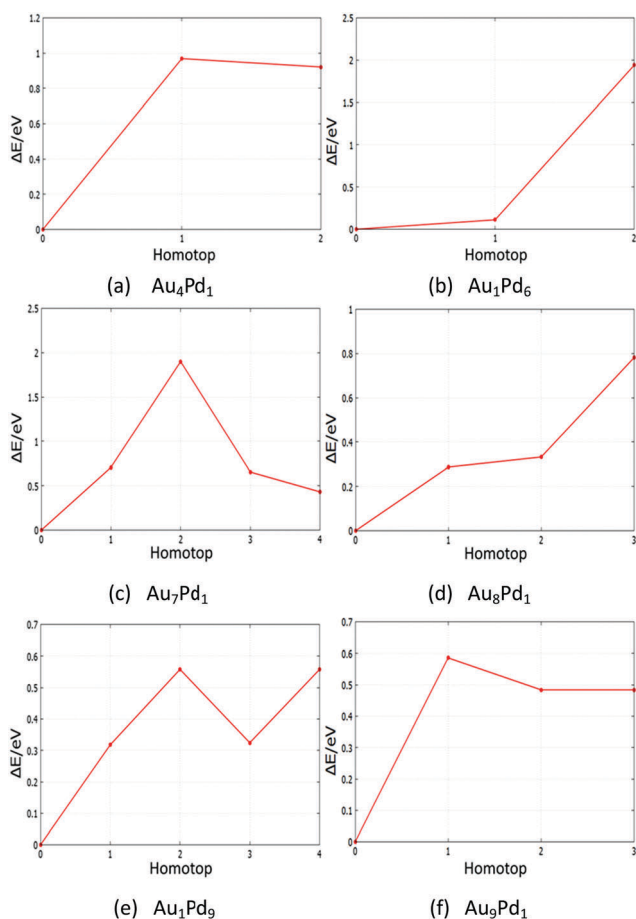 1.2
1
0.8
0.6
0.4
0.2
0
ΔE/eV
0 1 2
Homotop
(a) Au₄Pd₁
2.5
2
1.5
1
0.5
0
ΔE/eV
0 1 2
Homotop
(b) Au₁Pd₆
2.5
2
1.5
1
0.5
0
ΔE/eV
0 1 2 3 4
Homotop
(c) Au₇Pd₁
1
0.8
0.6
0.4
0.2
0
ΔE/eV
0 1 2 3
Homotop
(d) Au₈Pd₁
0.7
0.6
0.5
0.4
0.3
0.2
0.1
0
ΔE/eV
0 1 2 3 4
Homotop
(e) Au₁Pd₉
0.7
0.6
0.5
0.4
0.3
0.2
0.1
0
ΔE/eV
0 1 2 3
Homotop
(f) Au₉Pd₁